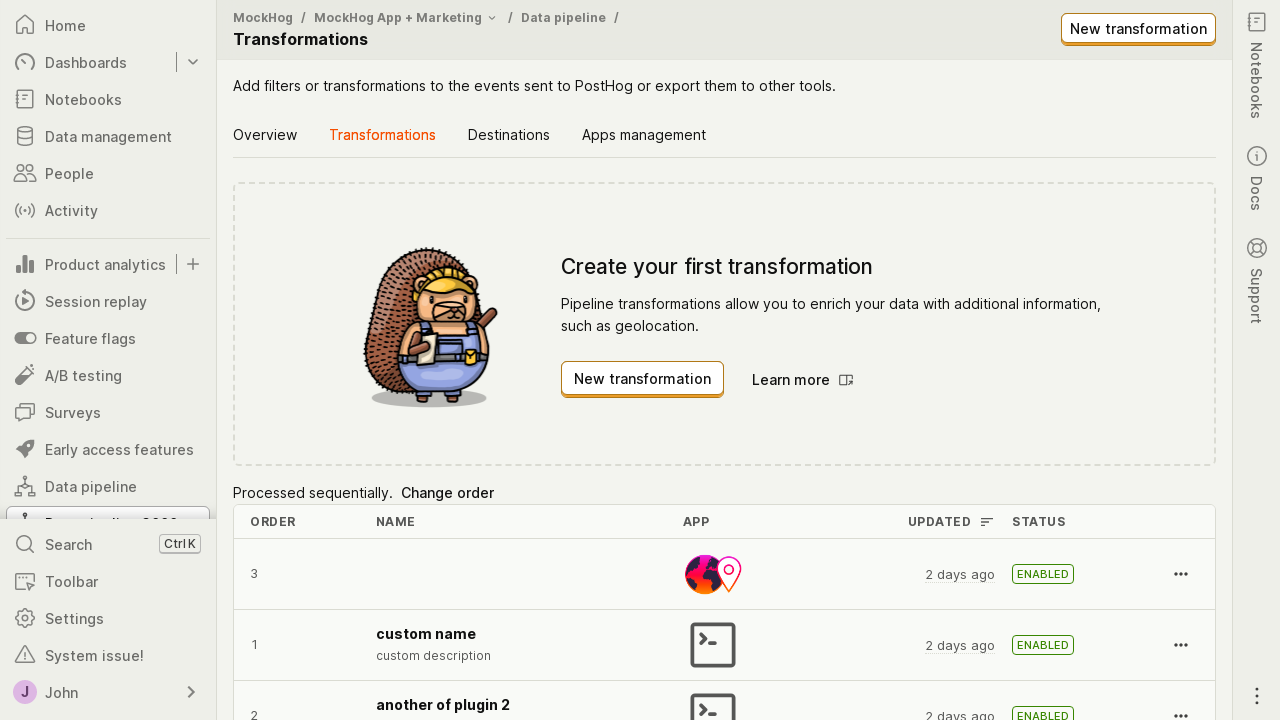 Home
Dashboards
Notebooks
Data management
People
Activity
Product analytics
Session replay
Feature flags
A/B testing
Surveys
Early access features
Data pipeline
Search Ctrl K
Toolbar
Settings
System issue!
J John
MockHog / MockHog App + Marketing / Data pipeline /
Transformations
New transformation
Add filters or transformations to the events sent to PostHog or export them to other tools.
Overview Transformations Destinations Apps management
Create your first transformation
Pipeline transformations allow you to enrich your data with additional information,
such as geolocation.
New transformation Learn more
Processed sequentially. Change order
ORDER NAME APP UPDATED STATUS
3 2 days ago ENABLED
1 custom name 2 days ago ENABLED
custom description
2 another of plugin 2 2 days ago ENABLED
Notebooks
Docs
Support